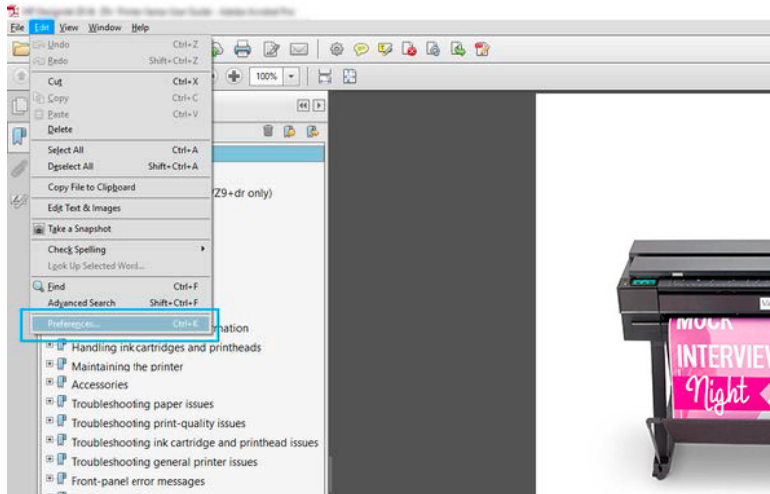 File Edit View Window Help
Undo Ctrl+Z
Redo Shift+Ctrl+Z
100%
Cut Ctrl+X
Copy Ctrl+C
Paste Ctrl+V
Delete
Select All Ctrl+A
Deselect All Shift+Ctrl+A
Copy File to Clipboard
/Z9+dr only)
Edit Text & Images
Take a Snapshot
Check Spelling
Look Up Selected Word...
Find Ctrl+F
Advanced Search Shift+Ctrl+F
Preferences... Ctrl+K
mation
Handling ink cartridges and printheads
Maintaining the printer
Accessories
Troubleshooting paper issues
Troubleshooting print-quality issues
Troubleshooting ink cartridge and printhead issues
Troubleshooting general printer issues
Front-panel error messages
MOCK
INTERVIEW
Night